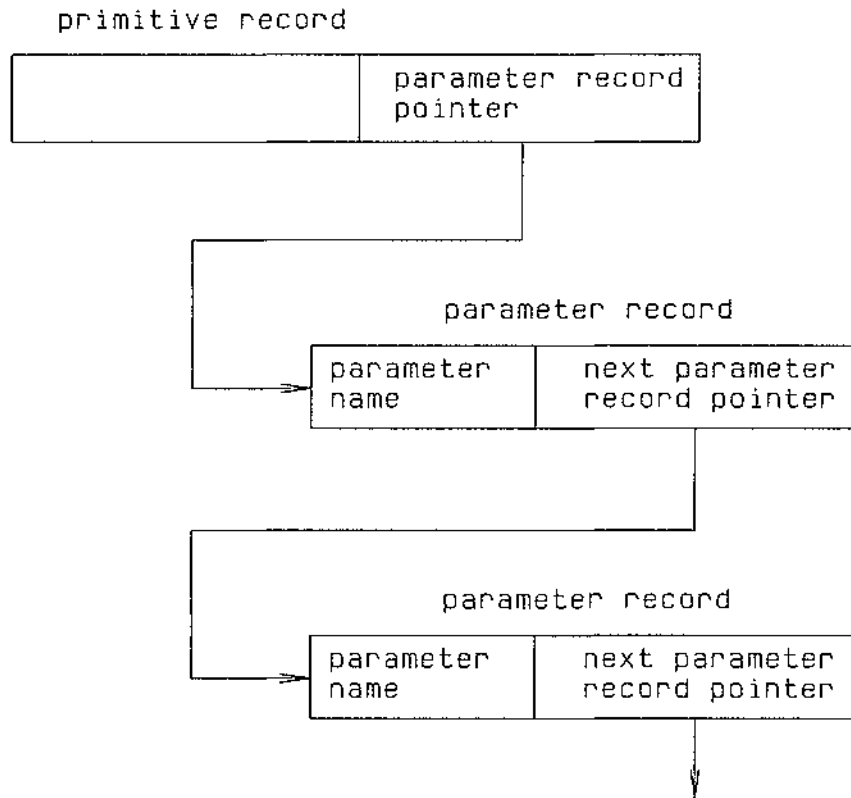 primitive record
parameter record
pointer
parameter record
parameter
name
next parameter
record pointer
parameter record
parameter
name
next parameter
record pointer